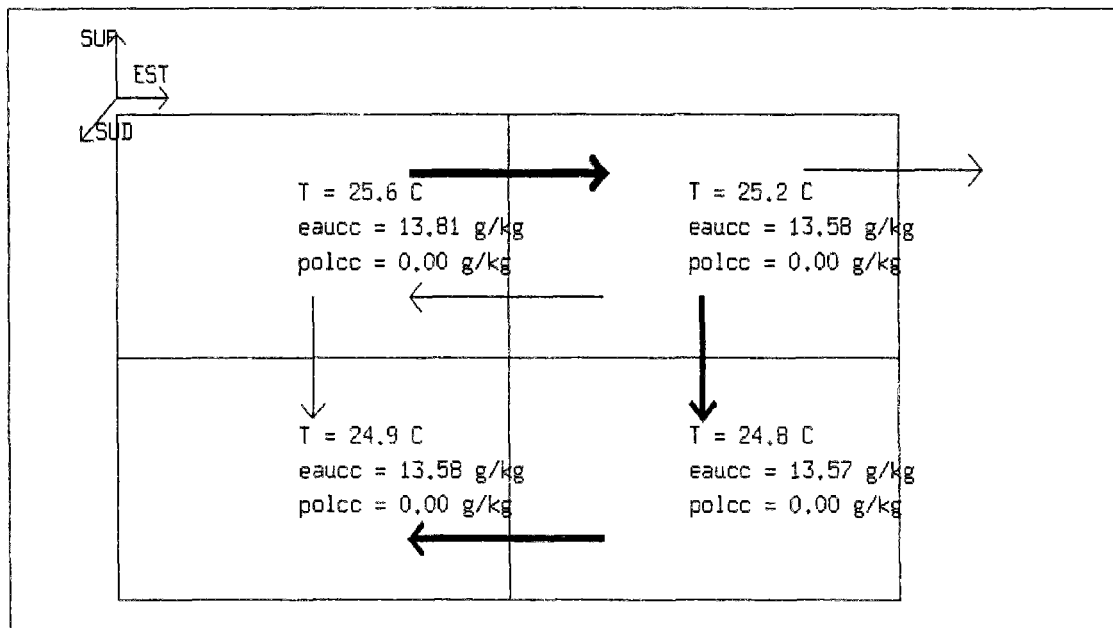 SUP
EST
SUD
T = 25.6 C
eaucc = 13.81 g/kg
polcc = 0.00 g/kg
T = 25.2 C
eaucc = 13.58 g/kg
polcc = 0.00 g/kg
T = 24.9 C
eaucc = 13.58 g/kg
polcc = 0.00 g/kg
T = 24.8 C
eaucc = 13.57 g/kg
polcc = 0.00 g/kg